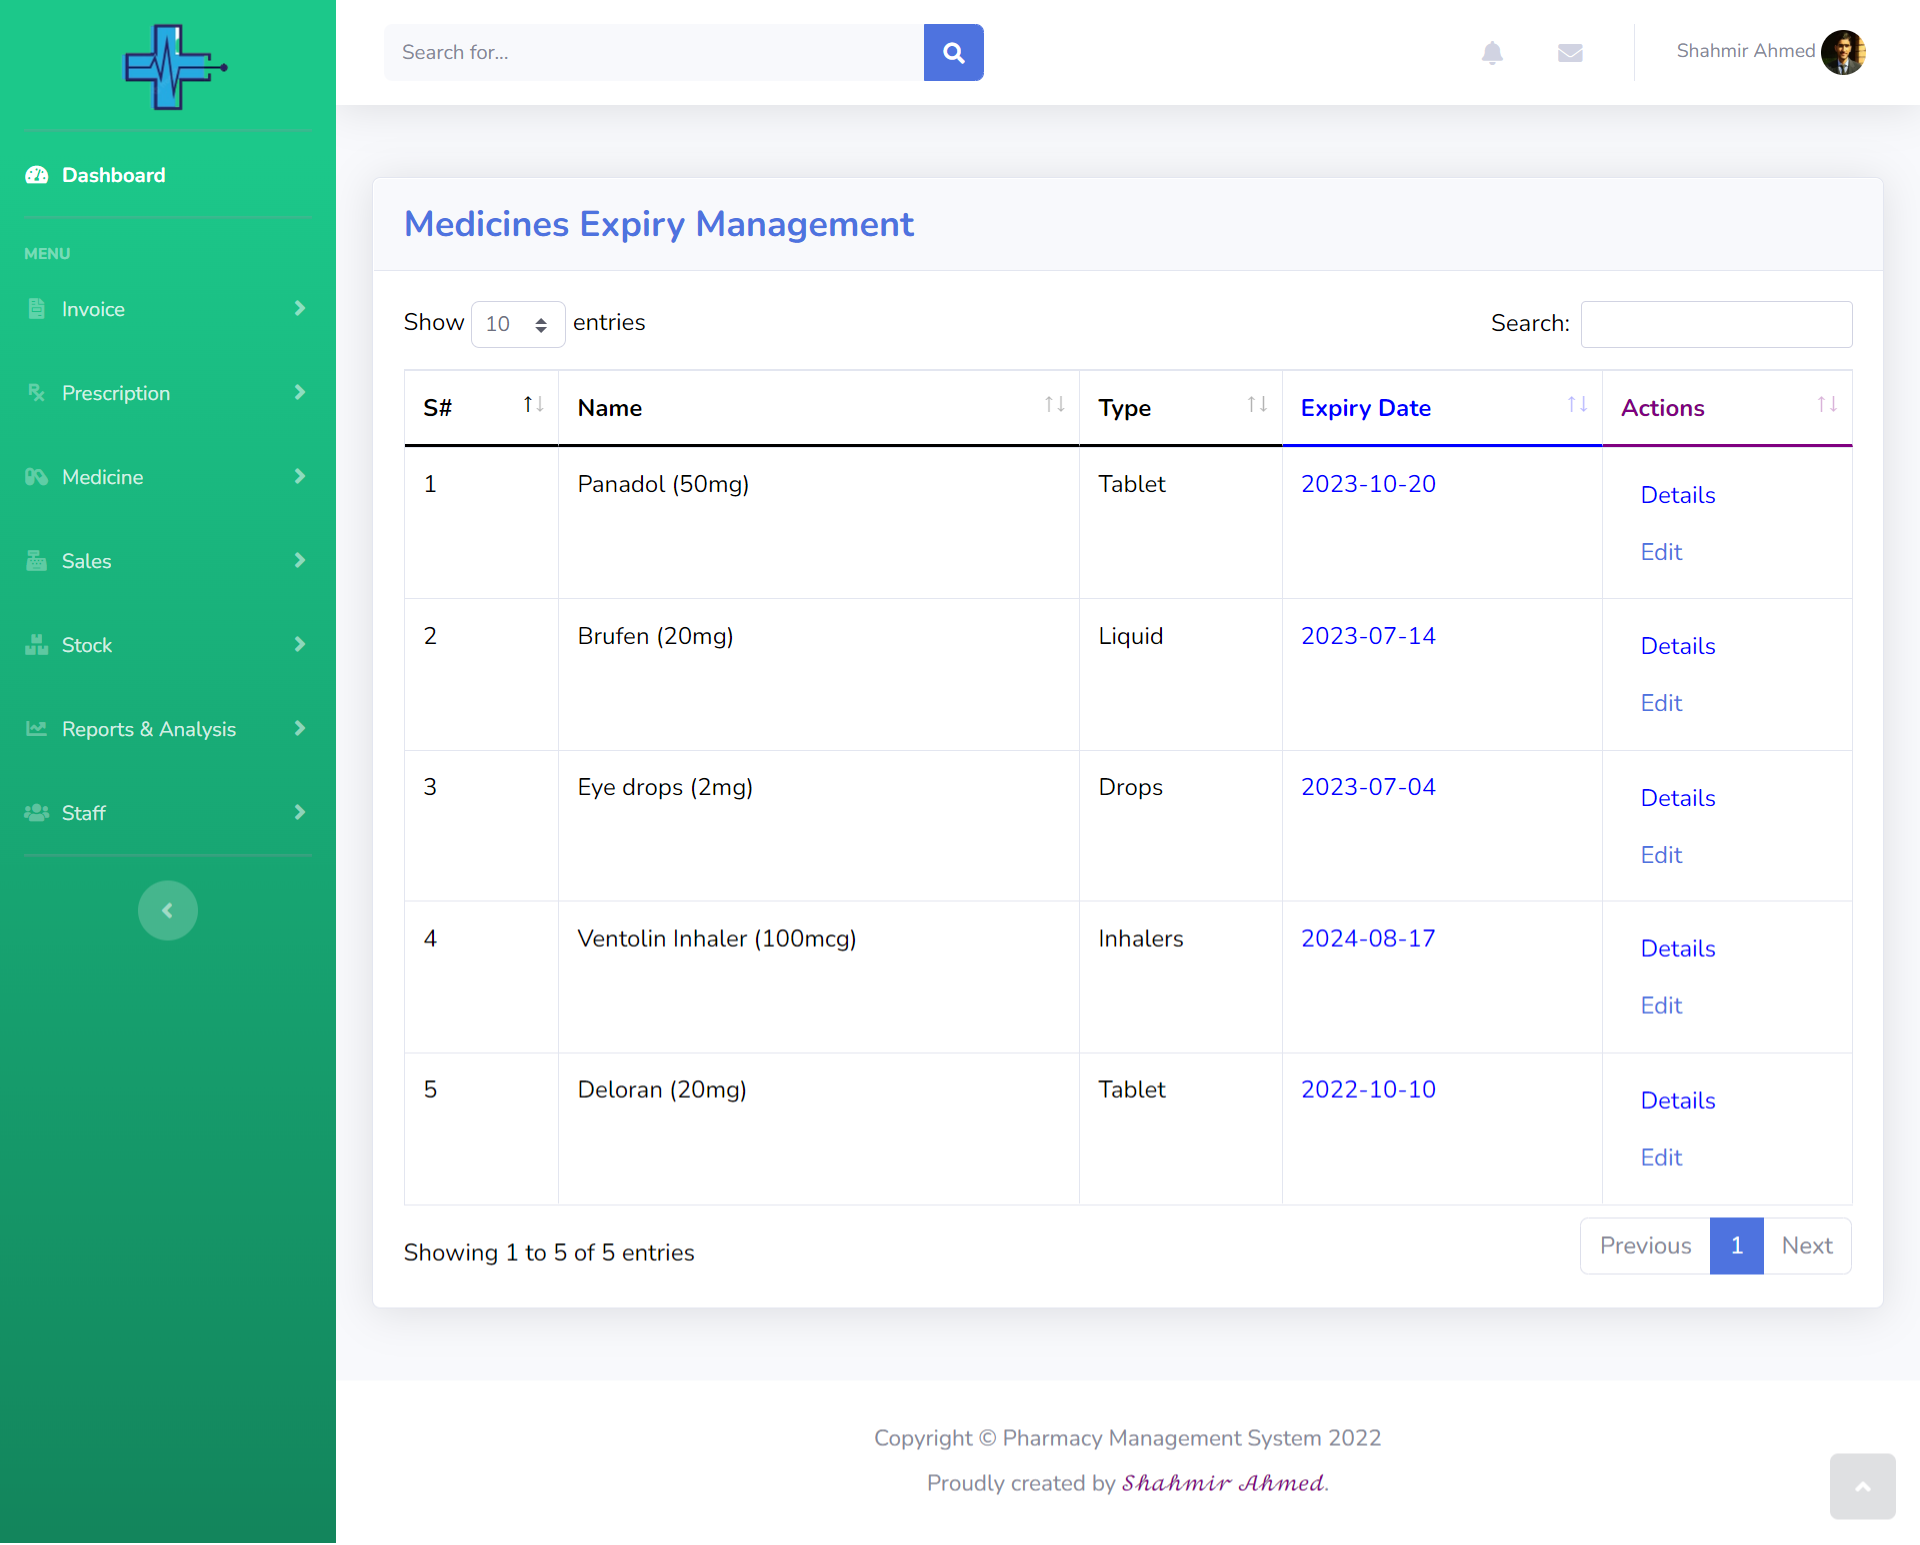 Search for...
Shahmir Ahmed
Dashboard
MENU
Invoice
Prescription
Medicine
Sales
Stock
Reports & Analysis
Staff
Medicines Expiry Management
Show 10 entries
Search:
S# Name Type Expiry Date Actions
1 Panadol (50mg) Tablet 2023-10-20 Details
Edit
2 Brufen (20mg) Liquid 2023-07-14 Details
Edit
3 Eye drops (2mg) Drops 2023-07-04 Details
Edit
4 Ventolin Inhaler (100mcg) Inhalers 2024-08-17 Details
Edit
5 Deloran (20mg) Tablet 2022-10-10 Details
Edit
Showing 1 to 5 of 5 entries
Previous 1 Next
Copyright © Pharmacy Management System 2022
Proudly created by Shahmir Ahmed.